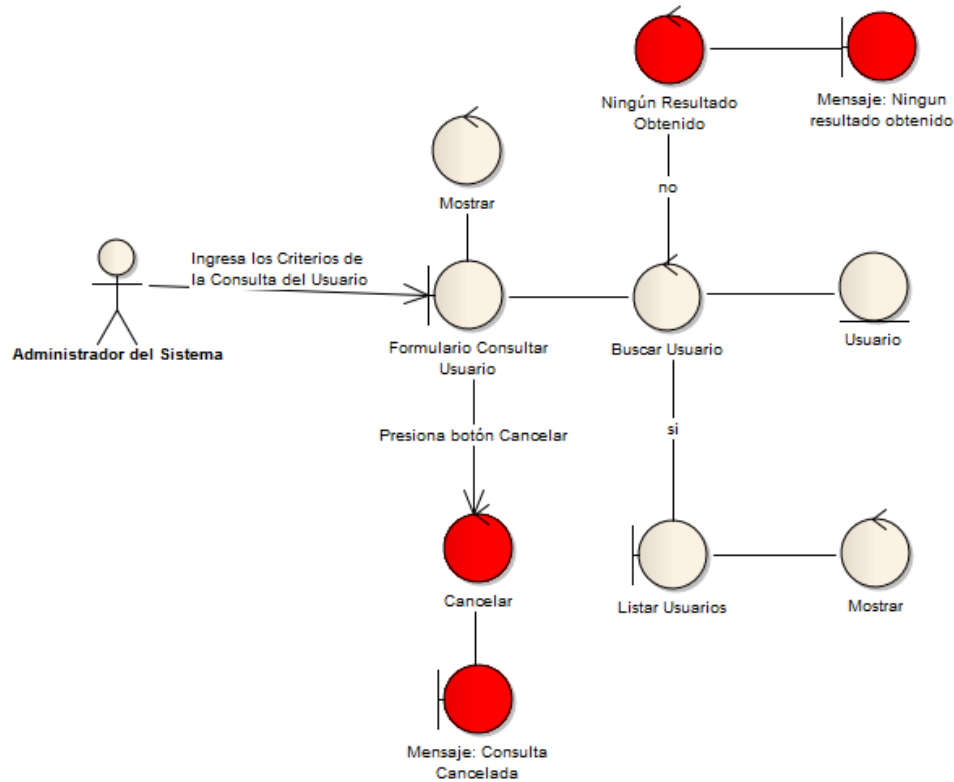 Ningún Resultado
Obtenido
Mensaje: Ningun
resultado obtenido
Mostrar
no
Ingresa los Criterios de
la Consulta del Usuario
Administrador del Sistema
Formulario Consultar
Usuario
Buscar Usuario
Usuario
Presiona botón Cancelar
si
Cancelar
Listar Usuarios
Mostrar
Mensaje: Consulta
Cancelada